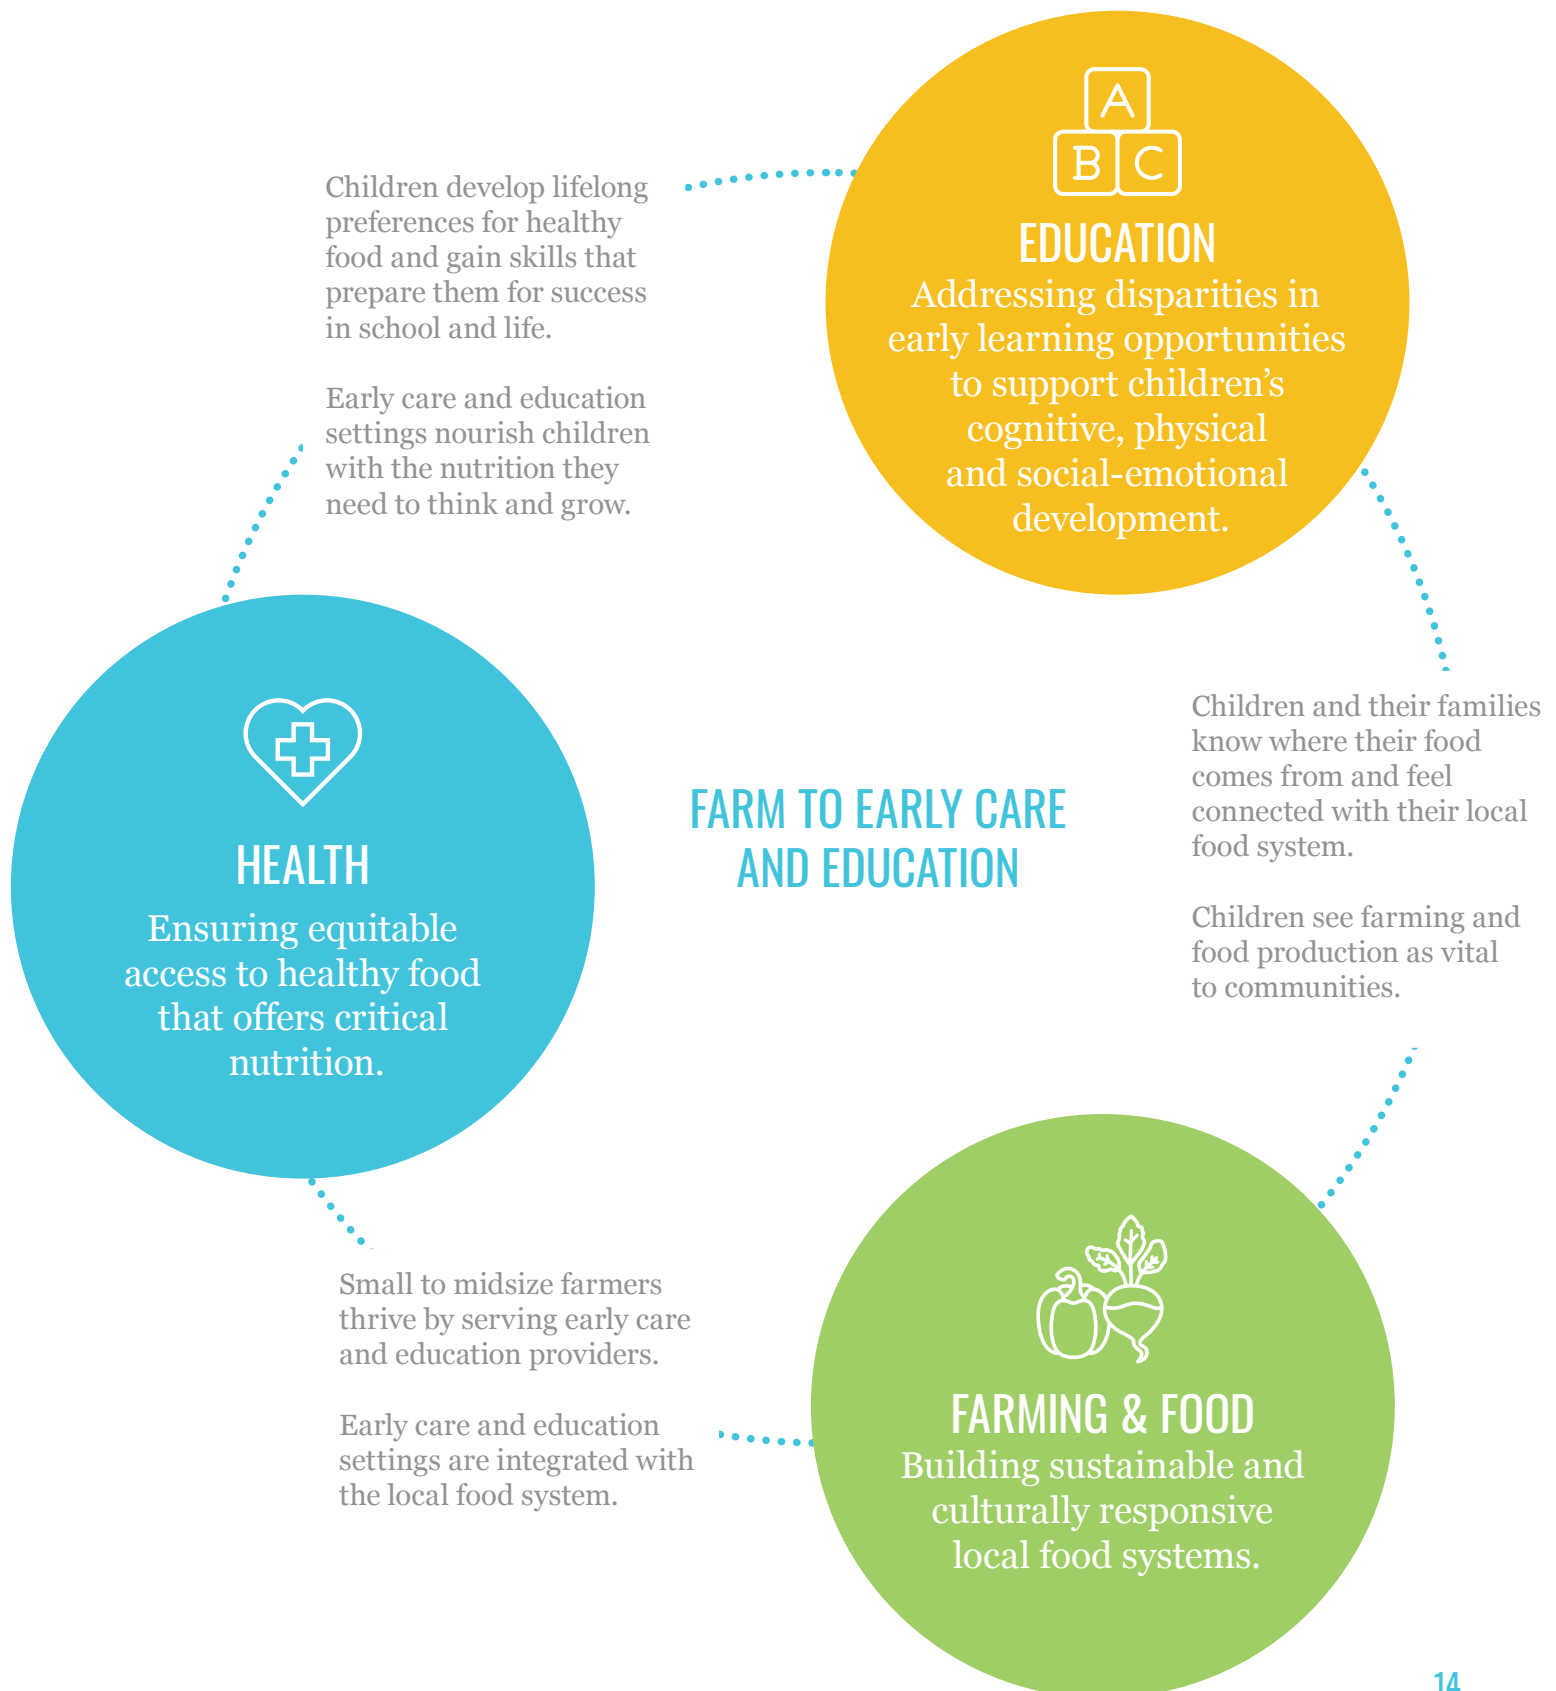 A
B C
EDUCATION
Addressing disparities in
early learning opportunities
to support children’s
cognitive, physical
and social-emotional
development.
Children develop lifelong
preferences for healthy
food and gain skills that
prepare them for success
in school and life.
Early care and education
settings nourish children
with the nutrition they
need to think and grow.
HEALTH
Ensuring equitable
access to healthy food
that offers critical
nutrition.
FARM TO EARLY CARE
AND EDUCATION
Children and their families
know where their food
comes from and feel
connected with their local
food system.
Children see farming and
food production as vital
to communities.
Small to midsize farmers
thrive by serving early care
and education providers.
Early care and education
settings are integrated with
the local food system.
FARMING & FOOD
Building sustainable and
culturally responsive
local food systems.
14